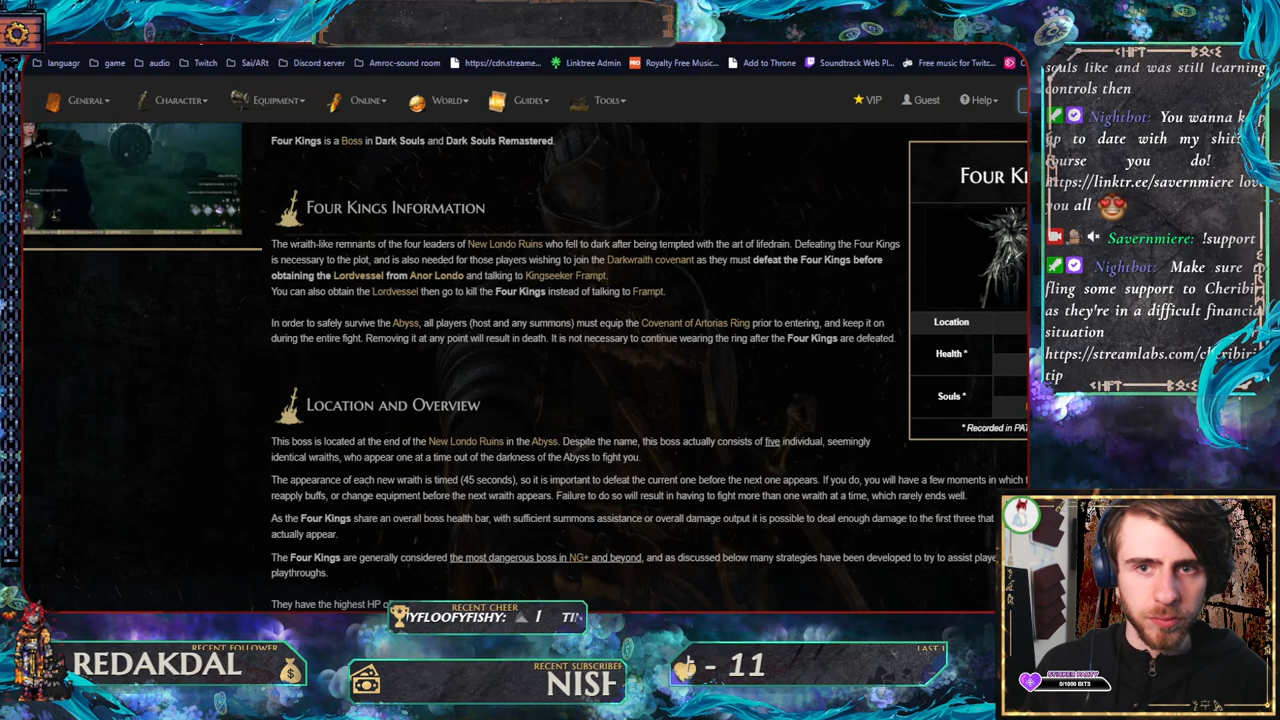 languagr
game
audio
Twitch
Sai/ARt
Discord server
Amroc-sound room
https://cdn.streame...
Linktree Admin
Royalty Free Music...
Add to Throne
Soundtrack Web Pl...
Free music for Twitc...
General
Character
Equipment
Online
World
Guides
Tools
VIP
Guest
Help
Four Kings is a Boss in Dark Souls and Dark Souls Remastered.
Four Kings Information
The wraith-like remnants of the four leaders of New Londo Ruins who fell to dark after being tempted with the art of lifedrain. Defeating the Four Kings
is necessary to the plot, and is also needed for those players wishing to join the Darkwraith covenant as they must defeat the Four Kings before
obtaining the Lordvessel from Anor Londo and talking to Kingseeker Frampt.
You can also obtain the Lordvessel then go to kill the Four Kings instead of talking to Frampt.
In order to safely survive the Abyss, all players (host and any summons) must equip the Covenant of Artorias Ring prior to entering, and keep it on
during the entire fight. Removing it at any point will result in death. It is not necessary to continue wearing the ring after the Four Kings are defeated.
Location and Overview
This boss is located at the end of the New Londo Ruins in the Abyss. Despite the name, this boss actually consists of five individual, seemingly
identical wraiths, who appear one at a time out of the darkness of the Abyss to fight you.
The appearance of each new wraith is timed (45 seconds), so it is important to defeat the current one before the next one appears. If you do, you will have a few moments in which t
reapply buffs, or change equipment before the next wraith appears. Failure to do so will result in having to fight more than one wraith at a time, which rarely ends well.
As the Four Kings share an overall boss health bar, with sufficient summons assistance or overall damage output it is possible to deal enough damage to the first three that
actually appear.
The Four Kings are generally considered the most dangerous boss in NG+ and beyond, and as discussed below many strategies have been developed to try to assist playe
playthroughs.
They have the highest HP of
Four Ki
Location
Health *
Souls *
* Recorded in PAT
souls like and was still learning
controls then
Nightbot: You wanna keep
up to date with my shit? Of
course you do!
https://linktr.ee/savernmiere love
you all
Savernmiere: !support
Nightbot: Make sure to
fling some support to Cheribiri
as they're in a difficult financial
situation
https://streamlabs.com/cheribiri
tip
RECENT CHEER
YFLOOFYFISHY: 1 TIN
RECENT FOLLOWER
REDAKDAL
RECENT SUBSCRIBER
NISH
LAST
- 11
STICKER PARTY
0/1000 BITS